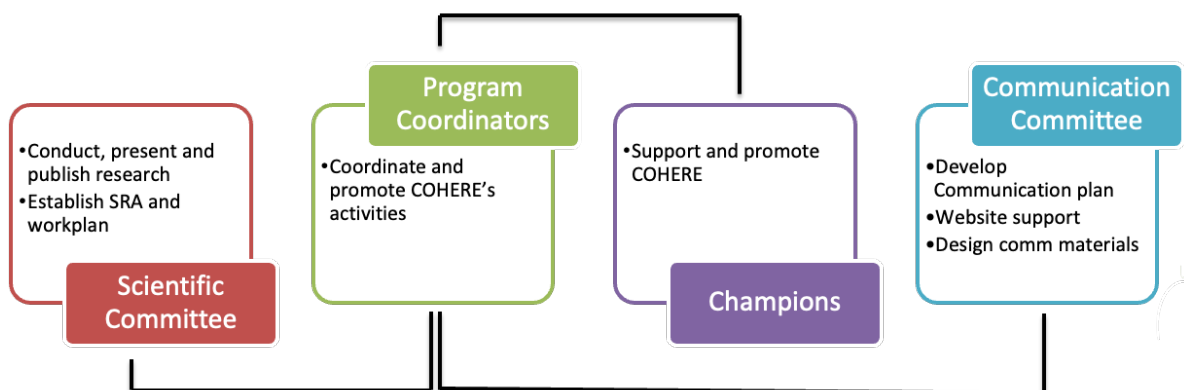 •Conduct, present and
publish research
•Establish SRA and
workplan
Scientific
Committee
Program
Coordinators
•Coordinate and
promote COHERE’s
activities
•Support and promote
COHERE
Champions
Communication
Committee
•Develop
Communication plan
•Website support
•Design comm materials